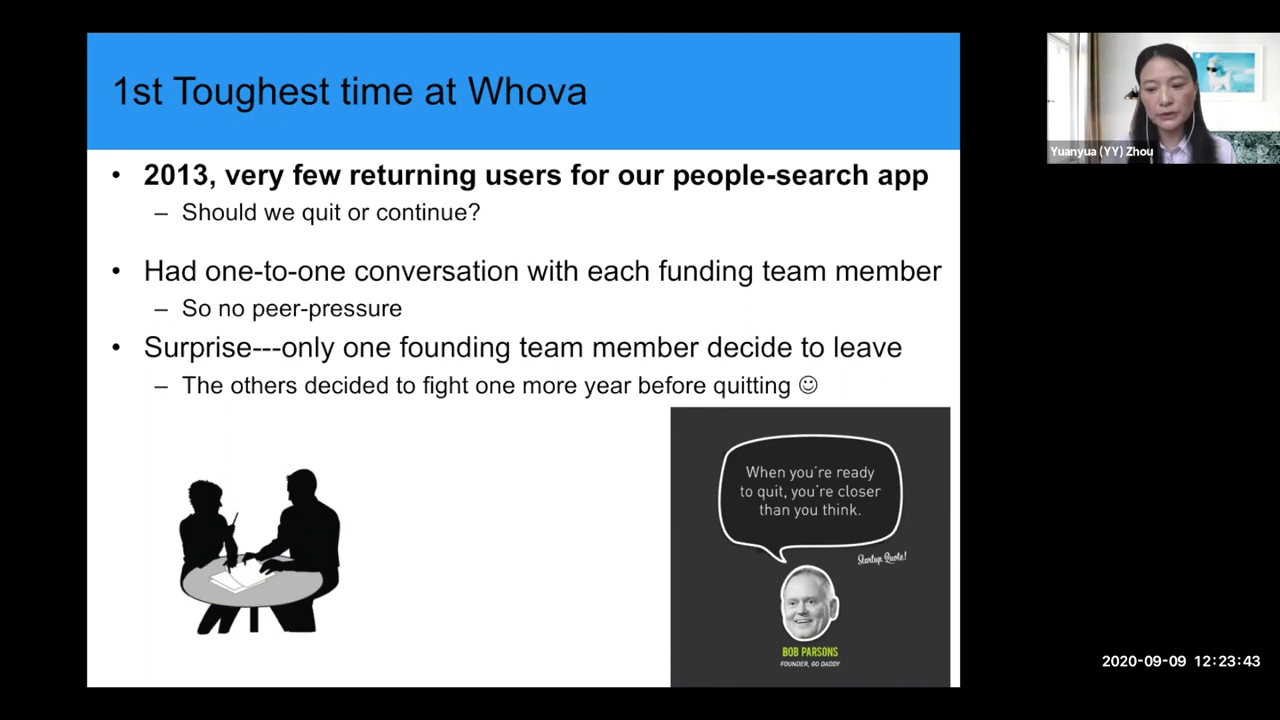 1st Toughest time at Whova
• 2013, very few returning users for our people-search app
– Should we quit or continue?
• Had one-to-one conversation with each funding team member
– So no peer-pressure
• Surprise---only one founding team member decide to leave
– The others decided to fight one more year before quitting ☺
When you're ready
to quit, you're closer
than you think.
Startup Quote!
BOB PARSONS
FOUNDER, GO DADDY
Yuanyua (YY) Zhou
2020-09-09 12:23:43